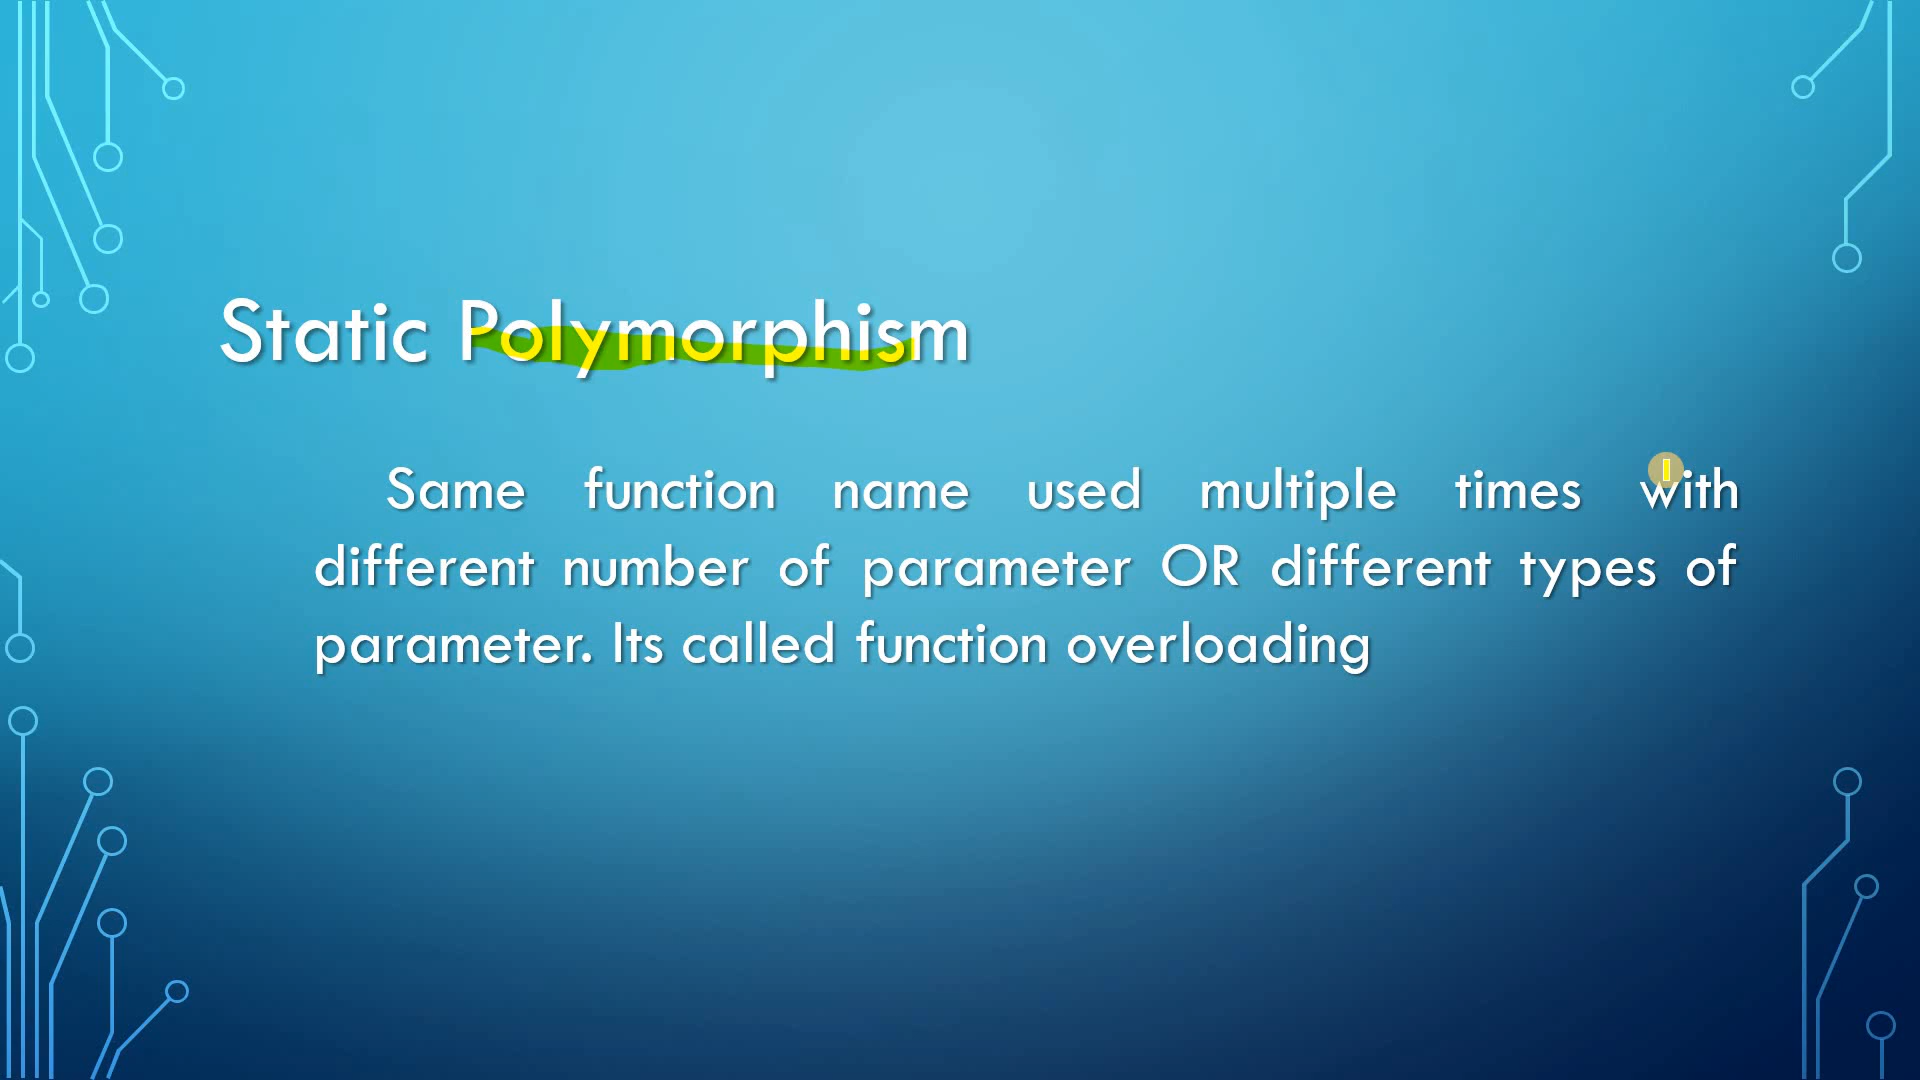 Static Polymorphism
Same function name used multiple times with
different number of parameter OR different types of
parameter. Its called function overloading